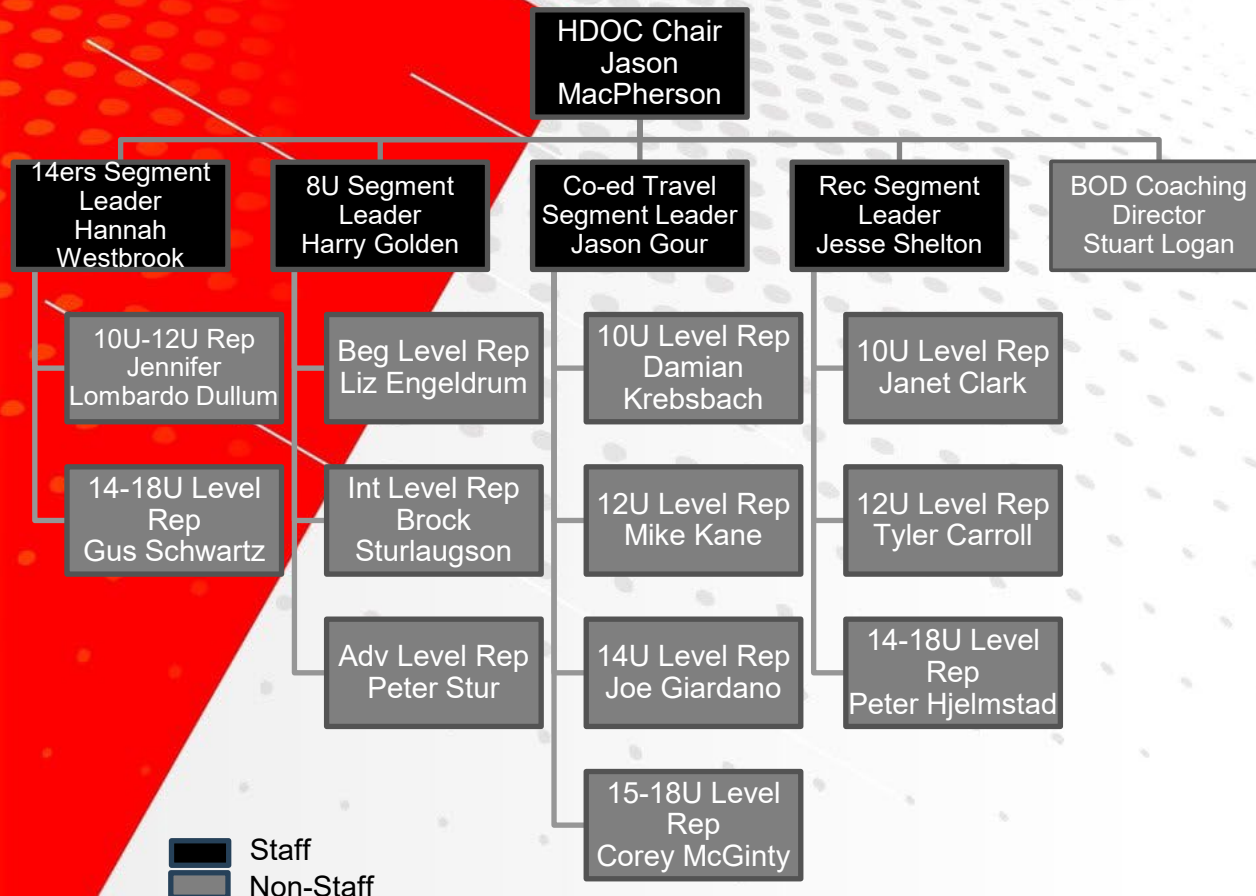 HDOC Chair
Jason
MacPherson
14ers Segment
Leader
Hannah
Westbrook
8U Segment
Leader
Harry Golden
Co-ed Travel
Segment Leader
Jason Gour
Rec Segment
Leader
Jesse Shelton
BOD Coaching
Director
Stuart Logan
10U-12U Rep
Jennifer
Lombardo Dullum
14-18U Level
Rep
Gus Schwartz
Beg Level Rep
Liz Engeldrum
Int Level Rep
Brock
Sturlaugson
Adv Level Rep
Peter Stur
10U Level Rep
Damian
Krebsbach
12U Level Rep
Mike Kane
14U Level Rep
Joe Giardano
15-18U Level
Rep
Corey McGinty
10U Level Rep
Janet Clark
12U Level Rep
Tyler Carroll
14-18U Level
Rep
Peter Hjelmstad
Staff
Non-Staff